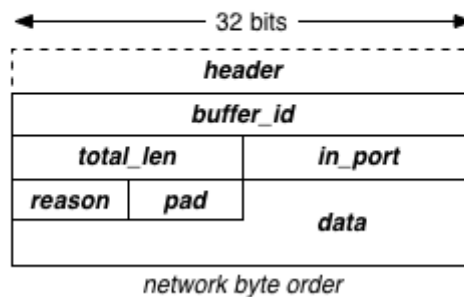 32 bits
header
buffer_id
total_len in_port
reason pad data
network byte order